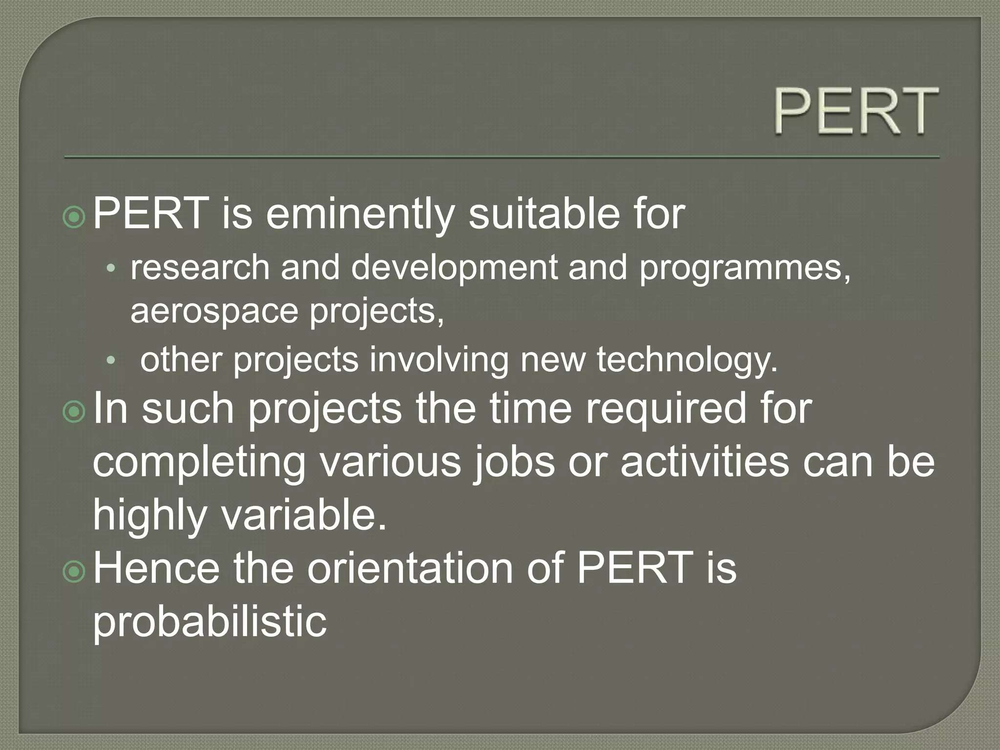 PERT
PERT is eminently suitable for
• research and development and programmes,
aerospace projects,
• other projects involving new technology.
In such projects the time required for
completing various jobs or activities can be
highly variable.
Hence the orientation of PERT is
probabilistic